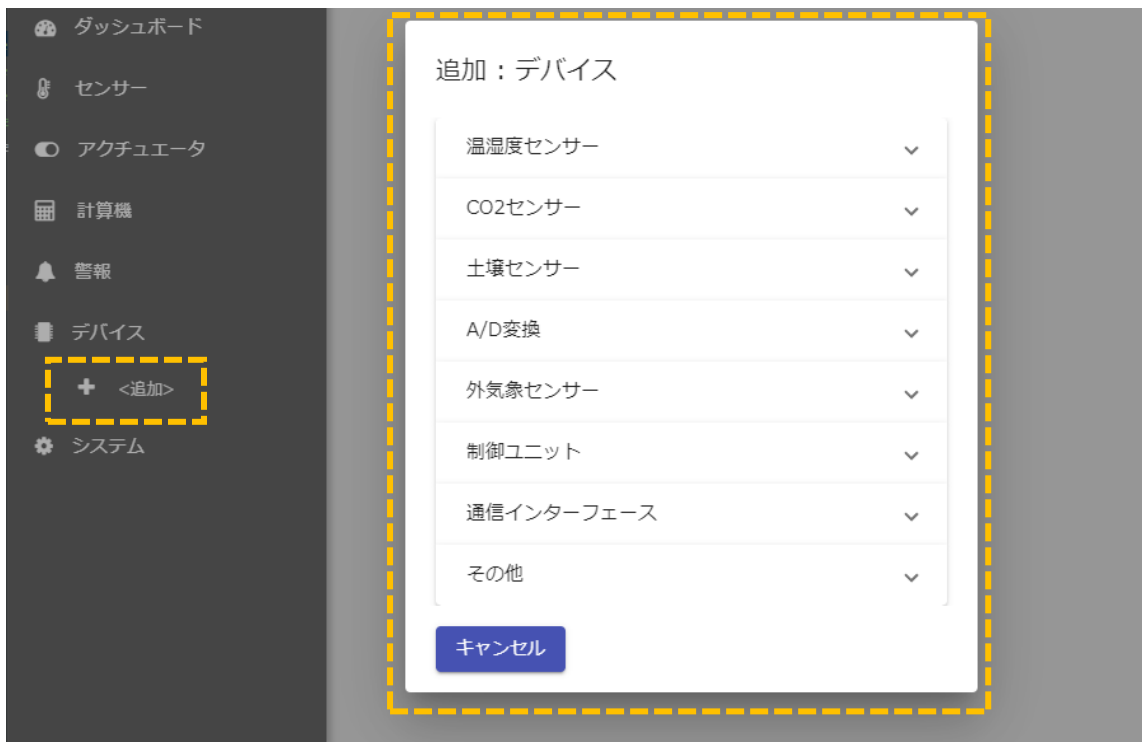 ダッシュボード
センサー
アクチュエータ
計算機
警報
デバイス
<追加>
システム
追加：デバイス
温湿度センサー
CO2センサー
土壌センサー
A/D変換
外気象センサー
制御ユニット
通信インターフェース
その他
キャンセル